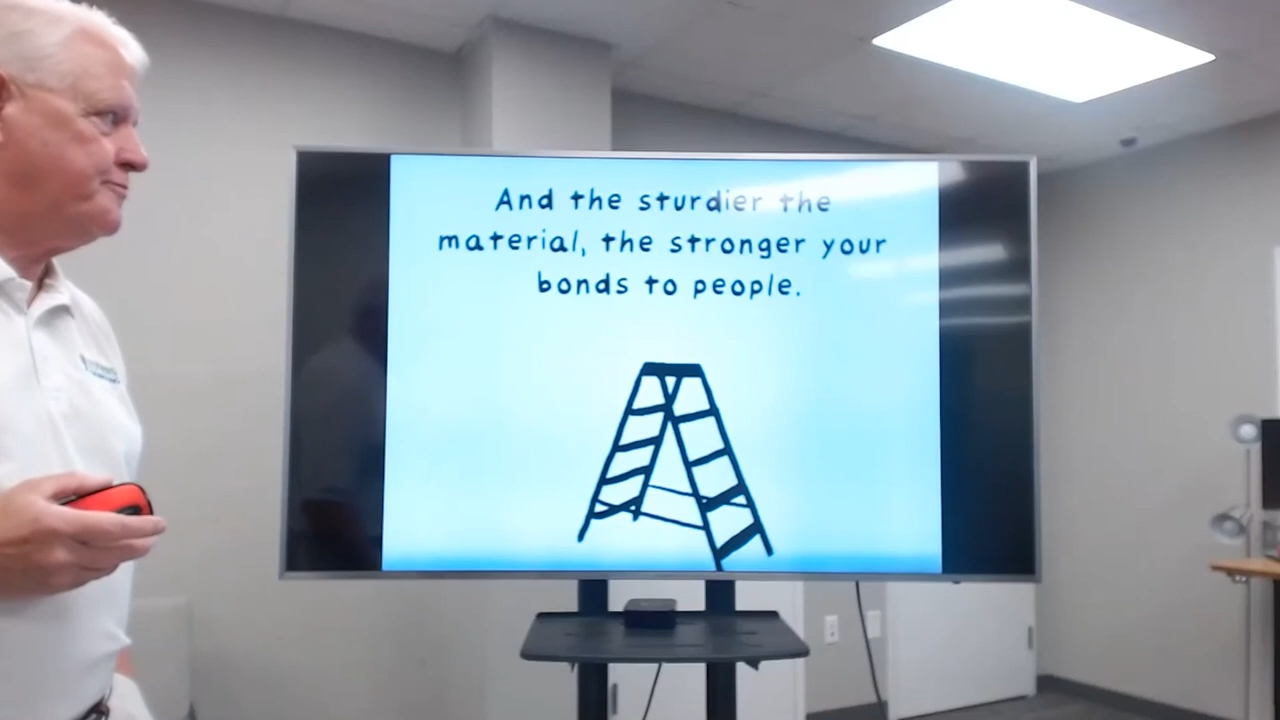 And the sturdier the
material, the stronger your
bonds to people.